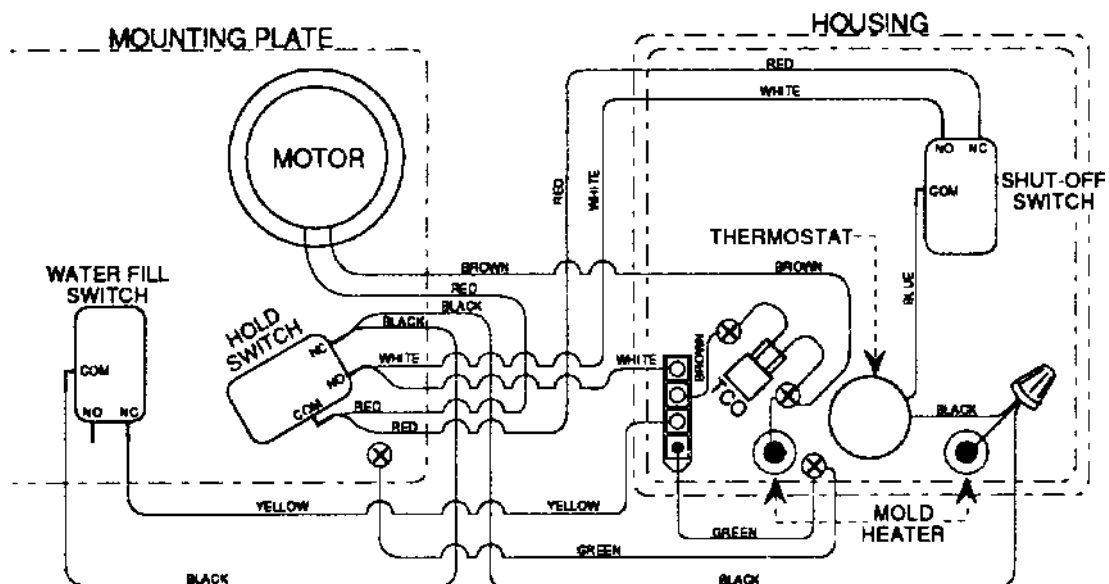 MOUNTING PLATE
HOUSING
RED
WHITE
MOTOR
NO NC
COM
SHUT-OFF
SWITCH
RED
WHITE
THERMOSTAT
WATER FILL
SWITCH
BROWN
BROWN
RED
BLACK
BLUE
HOLD
SWITCH
NC
BLACK
COM
WHITE
WHITE
BROWN
TCO
NO
NO NC
COM
RED
BLACK
RED
YELLOW
YELLOW
MOLD
HEATER
GREEN
GREEN
BLACK
BLACK